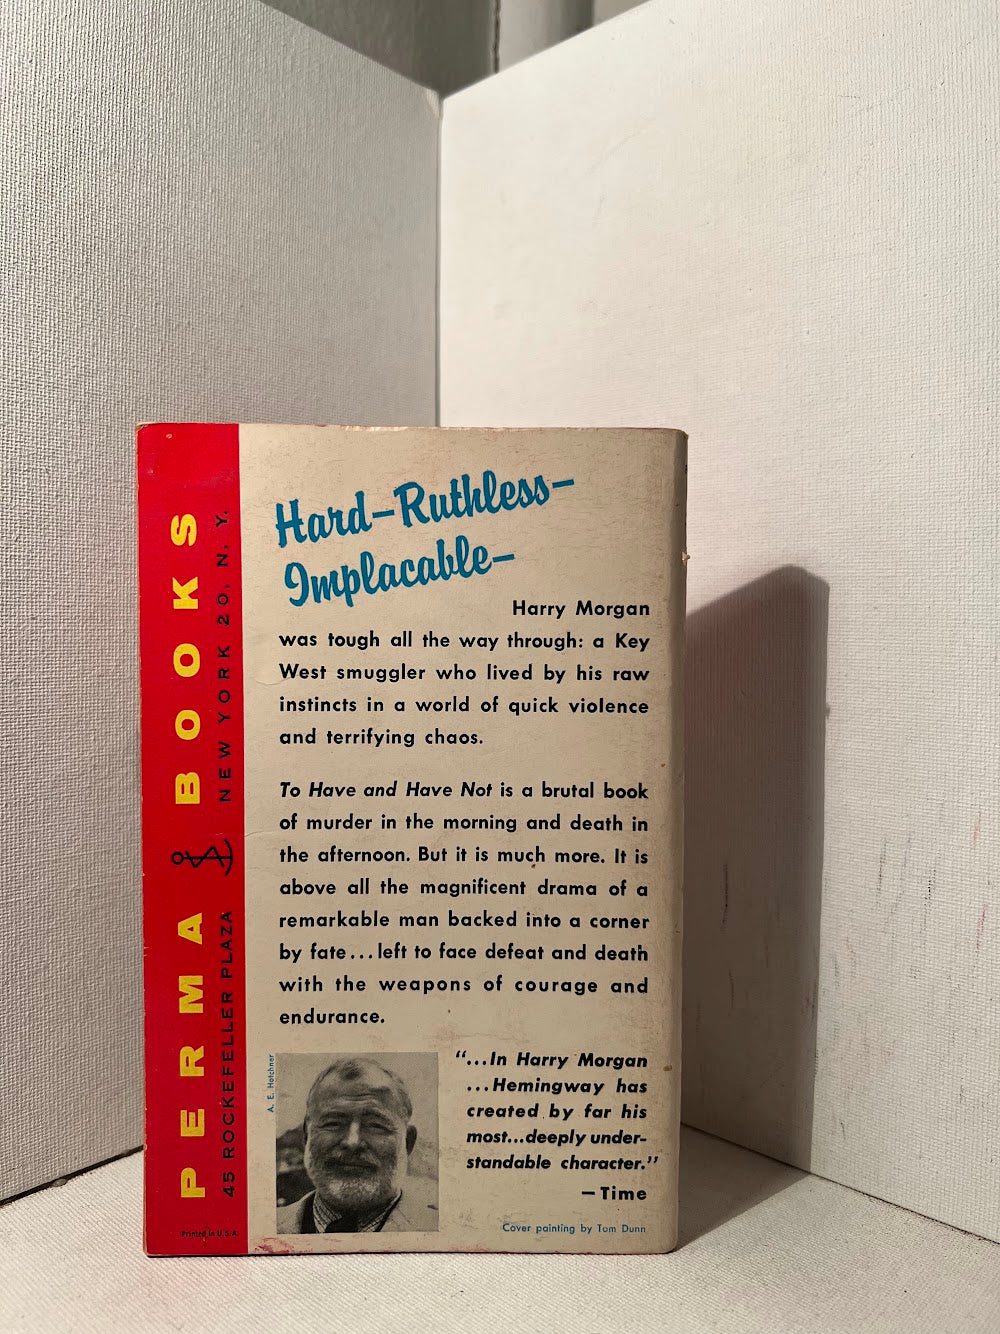 Hard–Ruthless–
Implacable–
Harry Morgan
was tough all the way through: a Key
West smuggler who lived by his raw
instincts in a world of quick violence
and terrifying chaos.
To Have and Have Not is a brutal book
of murder in the morning and death in
the afternoon. But it is much more. It is
above all the magnificent drama of a
remarkable man backed into a corner
by fate...left to face defeat and death
with the weapons of courage and
endurance.
"...In Harry Morgan
...Hemingway has
created by far his
most...deeply under-
standable character."
–Time
A. E. Hotchner
Cover painting by Tom Dunn
PERMA BOOKS
45 ROCKEFELLER PLAZA NEW YORK 20, N. Y.
Printed in U.S.A.